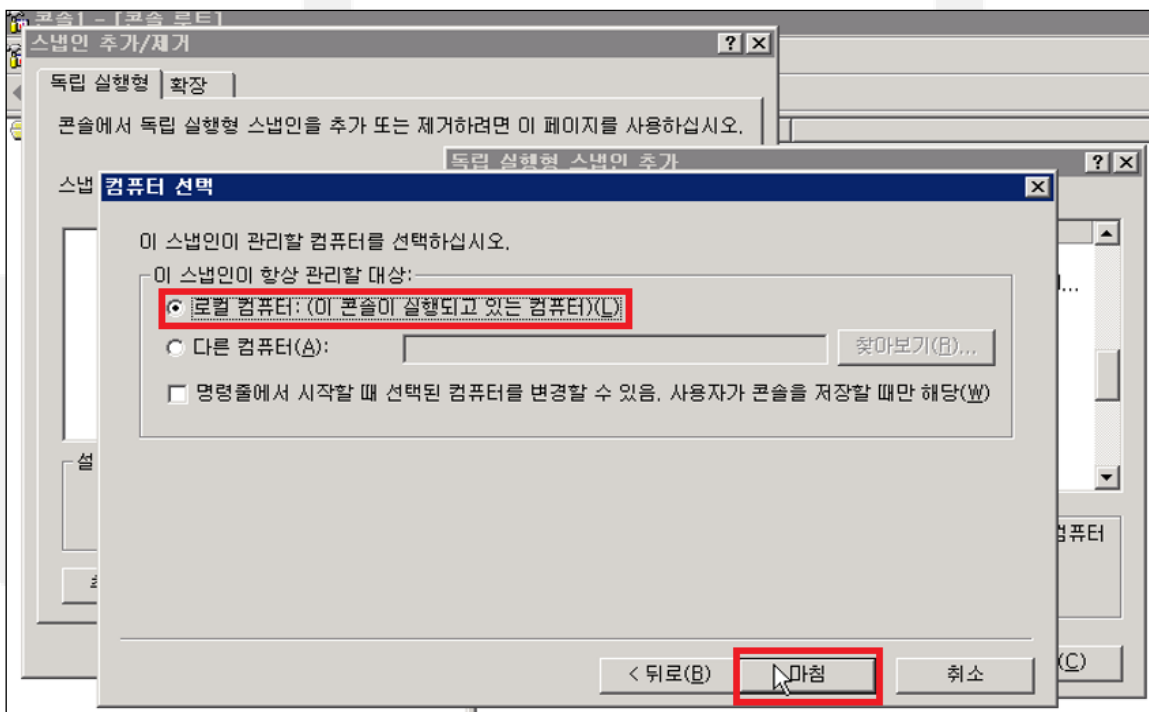 콘솔1 - [콘솔 루트]
스냅인 추가/제거
독립 실행형
확장
콘솔에서 독립 실행형 스냅인을 추가 또는 제거하려면 이 페이지를 사용하십시오.
독립 실행형 스냅인 추가
스냅
컴퓨터 선택
이 스냅인이 관리할 컴퓨터를 선택하십시오.
이 스냅인이 항상 관리할 대상:
로컬 컴퓨터: (이 콘솔이 실행되고 있는 컴퓨터)(L)
다른 컴퓨터(A):
찾아보기(R)...
명령줄에서 시작할 때 선택된 컴퓨터를 변경할 수 있음. 사용자가 콘솔을 저장할 때만 해당(W)
설
컴퓨터
< 뒤로(B)
마침
취소
(C)